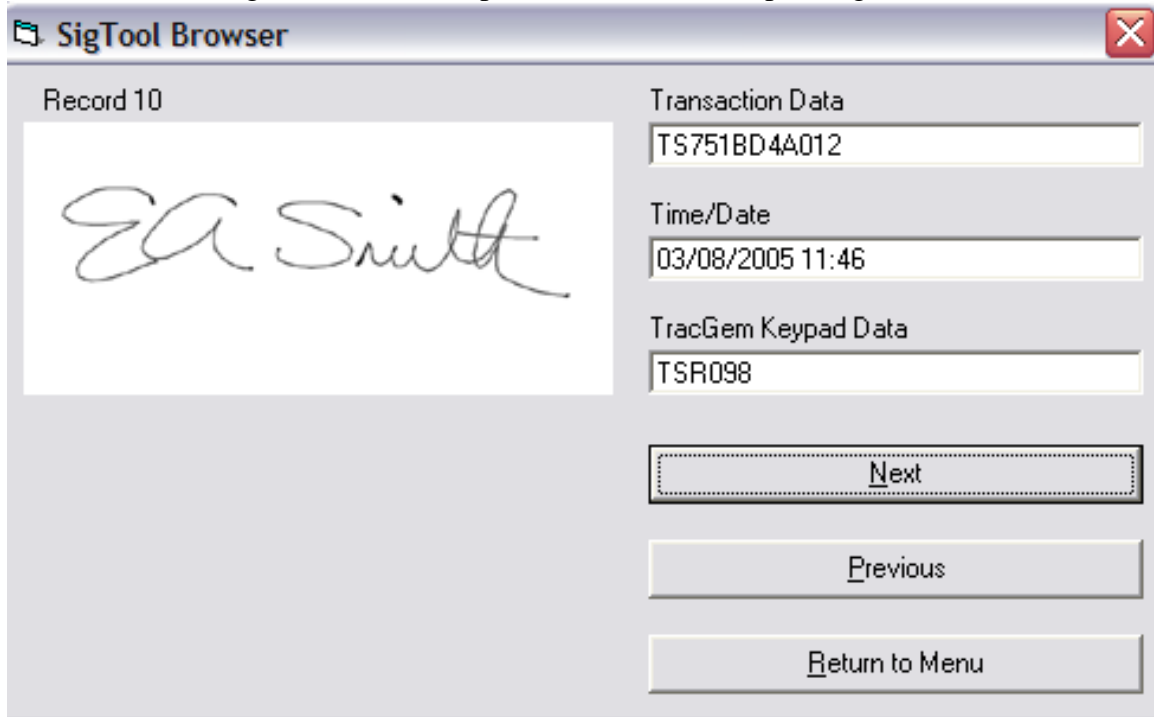 SigTool Browser
Record 10
EA Smith
Transaction Data
TS751BD4A012
Time/Date
03/08/2005 11:46
TracGem Keypad Data
TSR098
Next
Previous
Return to Menu